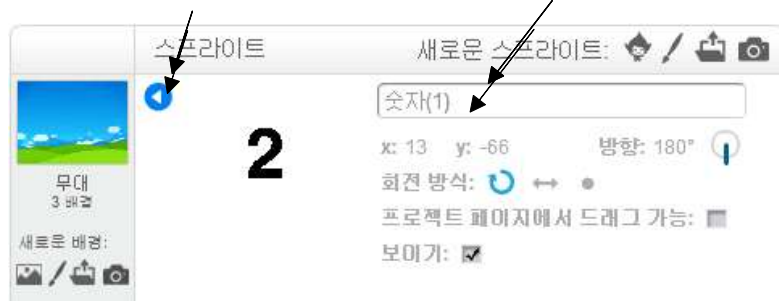 스프라이트
새로운 스프라이트:
무대
3 배경
새로운 배경:
2
숫자(1)
x: 13 y: -66 방향: 180°
회전 방식:
프로젝트 페이지에서 드래그 가능:
보이기: